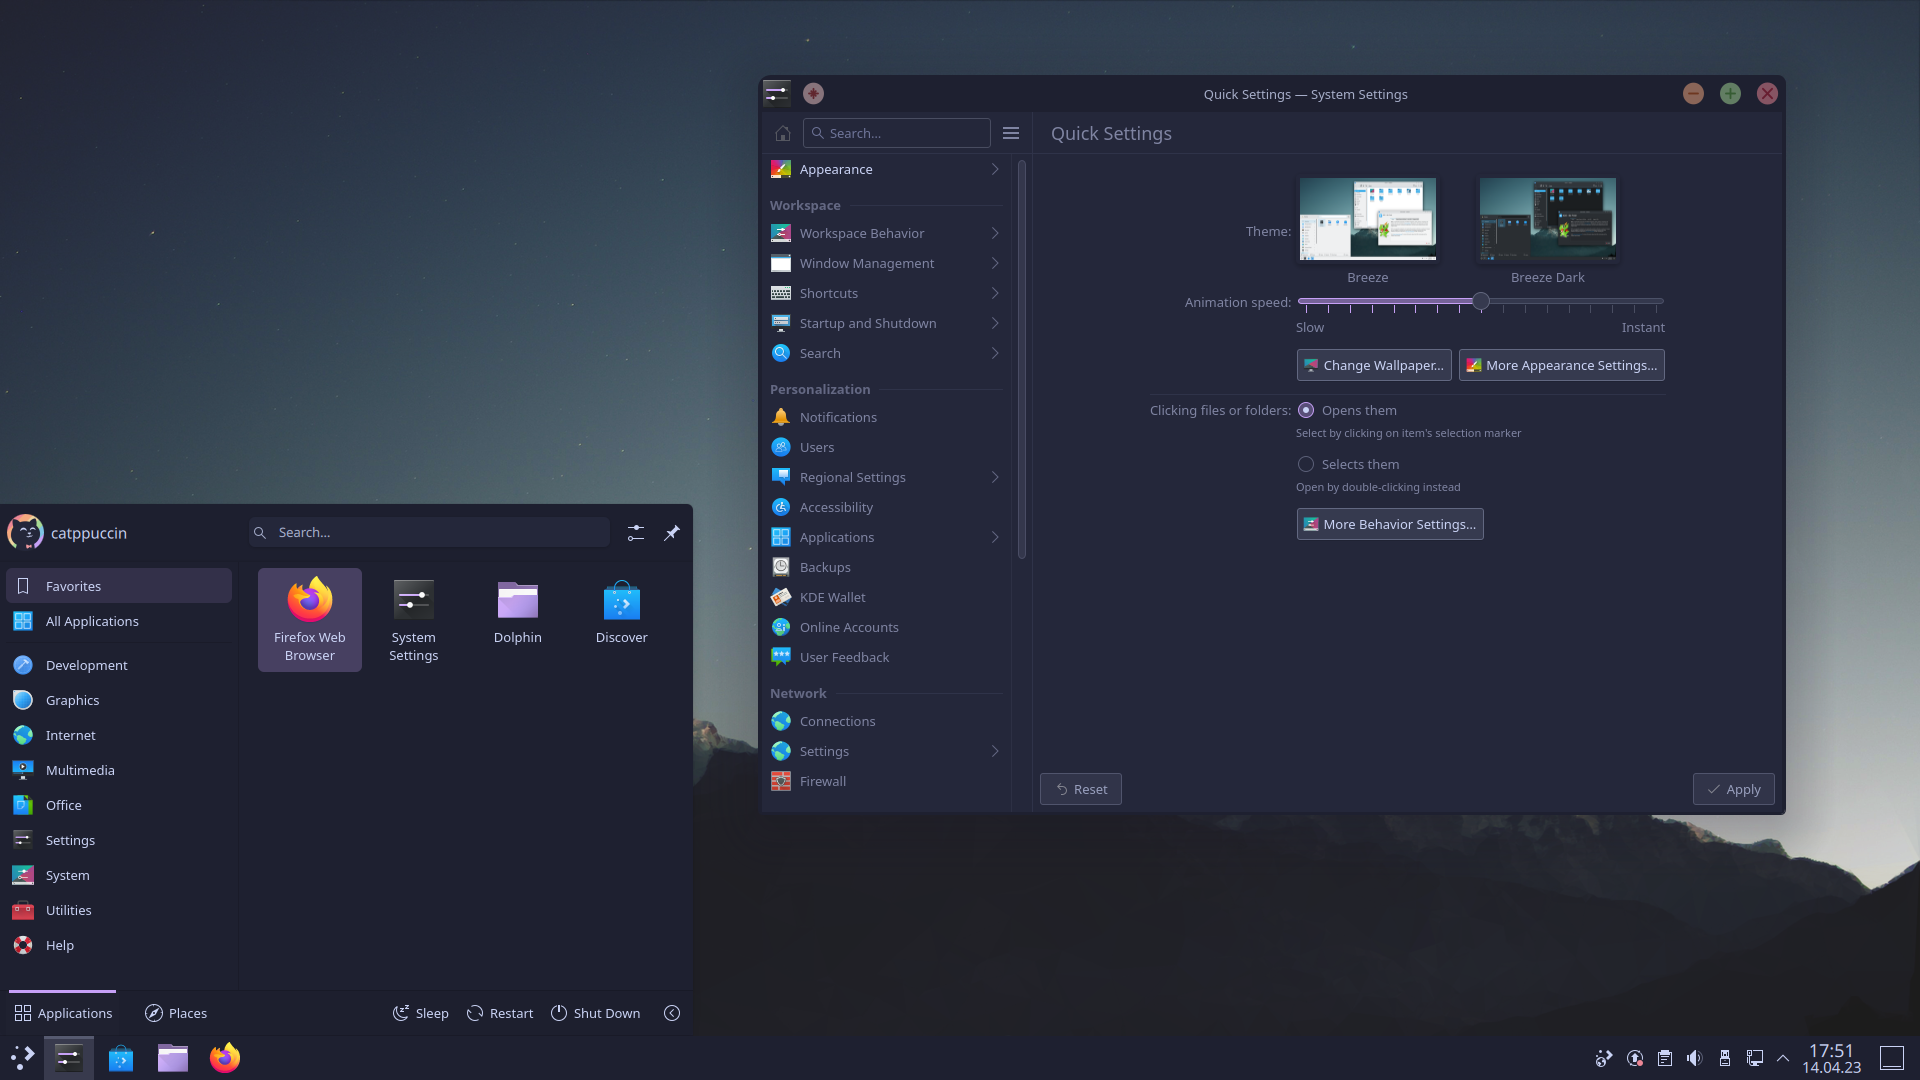 Quick Settings — System Settings
Search...
Quick Settings
Appearance
Workspace
Workspace Behavior
Window Management
Shortcuts
Startup and Shutdown
Search
Personalization
Notifications
Users
Regional Settings
Accessibility
Applications
Backups
KDE Wallet
Online Accounts
User Feedback
Network
Connections
Settings
Firewall
Theme:
Breeze
Breeze Dark
Animation speed:
Slow
Instant
Change Wallpaper...
More Appearance Settings...
Clicking files or folders:
Opens them
Select by clicking on item's selection marker
Selects them
Open by double-clicking instead
More Behavior Settings...
Reset
Apply
catppuccin
Search...
Favorites
All Applications
Development
Graphics
Internet
Multimedia
Office
Settings
System
Utilities
Help
Firefox Web
Browser
System
Settings
Dolphin
Discover
Applications
Places
Sleep
Restart
Shut Down
17:51
14.04.23